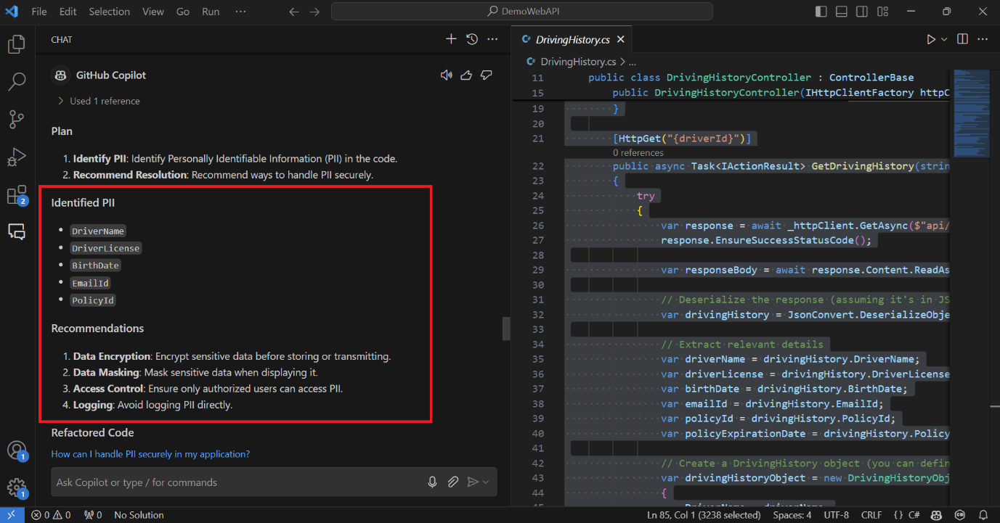 File Edit Selection View Go Run ···
DemoWebAPI
CHAT
GitHub Copilot
Used 1 reference
Plan
1. Identify PII: Identify Personally Identifiable Information (PII) in the code.
2. Recommend Resolution: Recommend ways to handle PII securely.
Identified PII
• DriverName
• DriverLicense
• BirthDate
• EmailId
• PolicyId
Recommendations
1. Data Encryption: Encrypt sensitive data before storing or transmitting.
2. Data Masking: Mask sensitive data when displaying it.
3. Access Control: Ensure only authorized users can access PII.
4. Logging: Avoid logging PII directly.
Refactored Code
How can I handle PII securely in my application?
Ask Copilot or type / for commands
2
1
1
DrivingHistory.cs
DrivingHistory.cs > ...
11 public class DrivingHistoryController : ControllerBase
15 public DrivingHistoryController(IHttpClientFactory httpC
19 }
20
21 [HttpGet("{driverId}")]
0 references
22 public async Task<IActionResult> GetDrivingHistory(strin
23 {
24 try
25 {
26 var response = await _httpClient.GetAsync($"api/
27 response.EnsureSuccessStatusCode();
28
29 var responseBody = await response.Content.ReadAs
30
31 // Deserialize the response (assuming it's in JS
32 var drivingHistory = JsonConvert.DeserializeObje
33
34 // Extract relevant details
35 var driverName = drivingHistory.DriverName;
36 var driverLicense = drivingHistory.DriverLicense
37 var birthDate = drivingHistory.BirthDate;
38 var emailId = drivingHistory.EmailId;
39 var policyId = drivingHistory.PolicyId;
40 var policyExpirationDate = drivingHistory.Policy
41
42 // Create a DrivingHistory object (you can defin
43 var drivingHistoryObject = new DrivingHistoryObj
44 {
0 0 0 No Solution Ln 85, Col 1 (3238 selected) Spaces: 4 UTF-8 CRLF {} C#